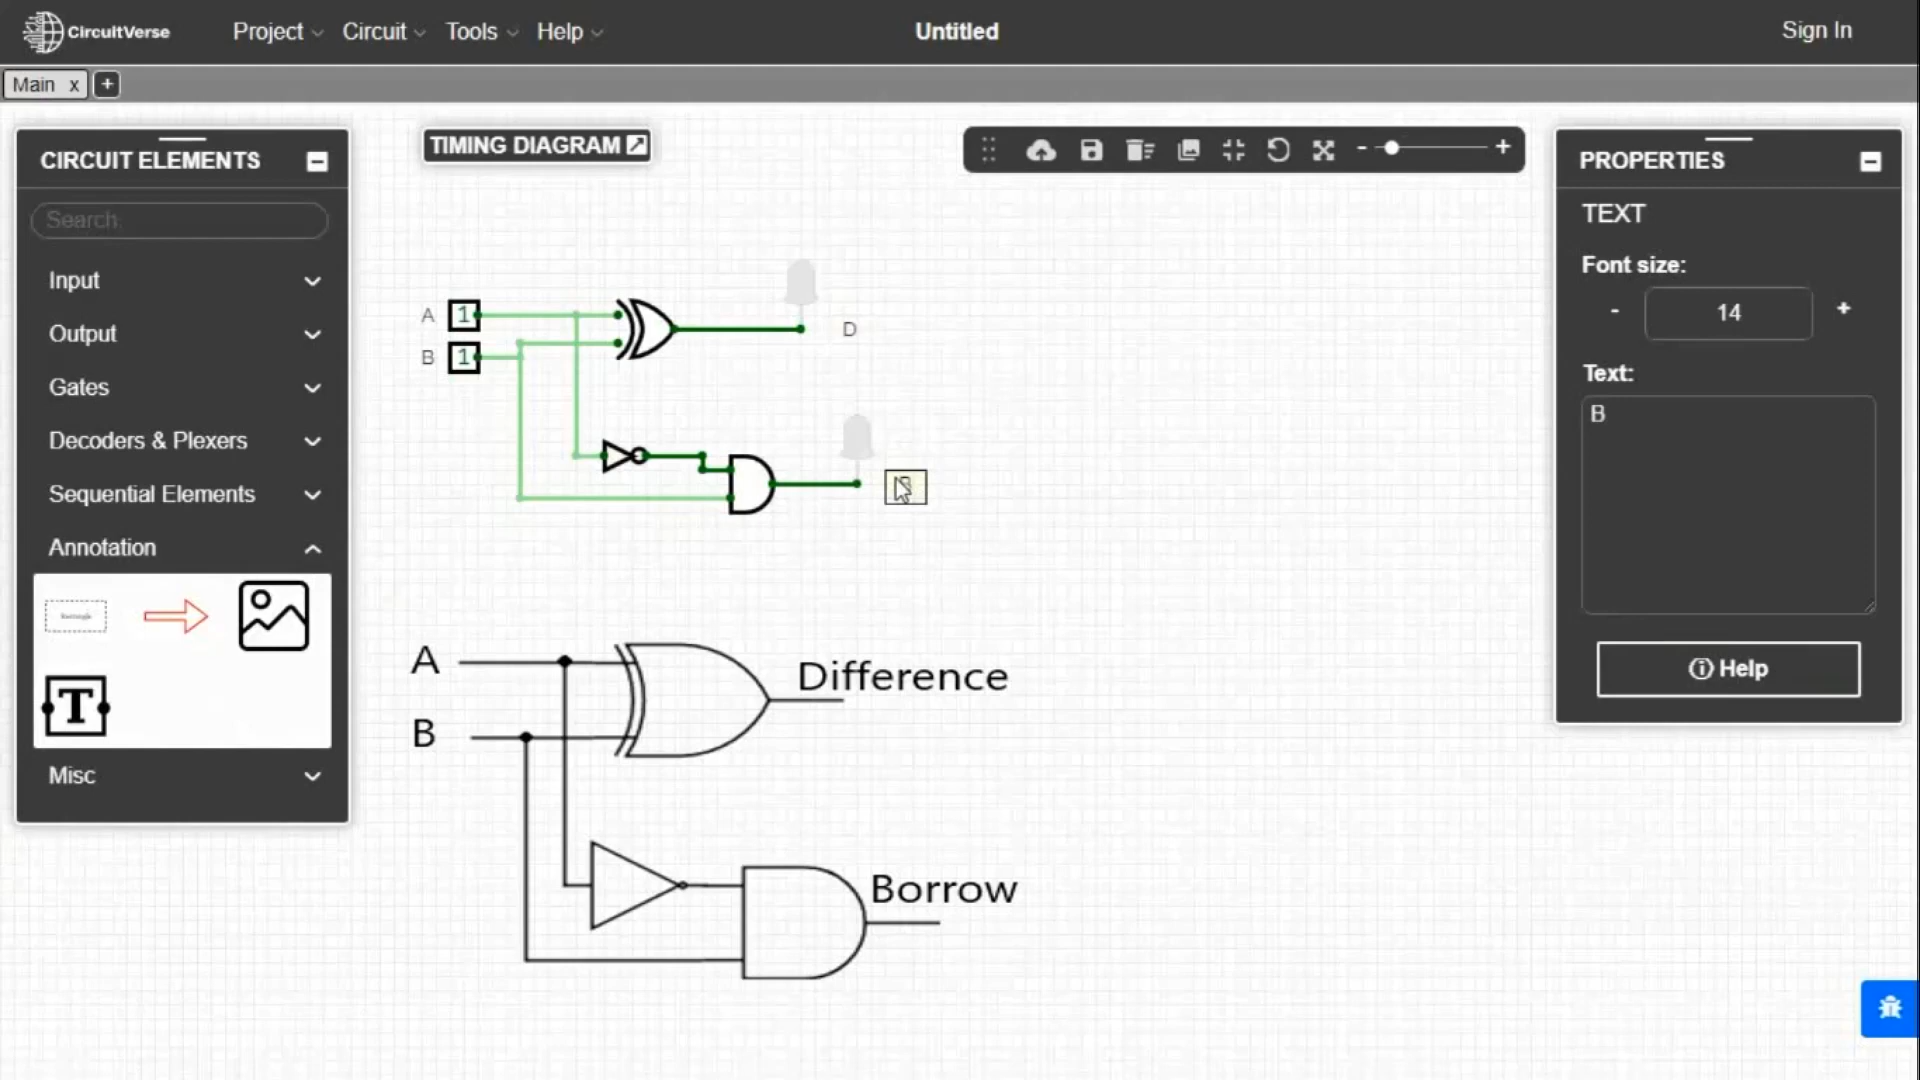 CircuitVerse
Project
Circuit
Tools
Help
Untitled
Sign In
Main x +
CIRCUIT ELEMENTS
Search
Input
Output
Gates
Decoders & Plexers
Sequential Elements
Annotation
Rectangle
T
Misc
TIMING DIAGRAM
- +
A 1
B 1
D
A
B
Difference
Borrow
PROPERTIES
TEXT
Font size:
- 14 +
Text:
B
Help